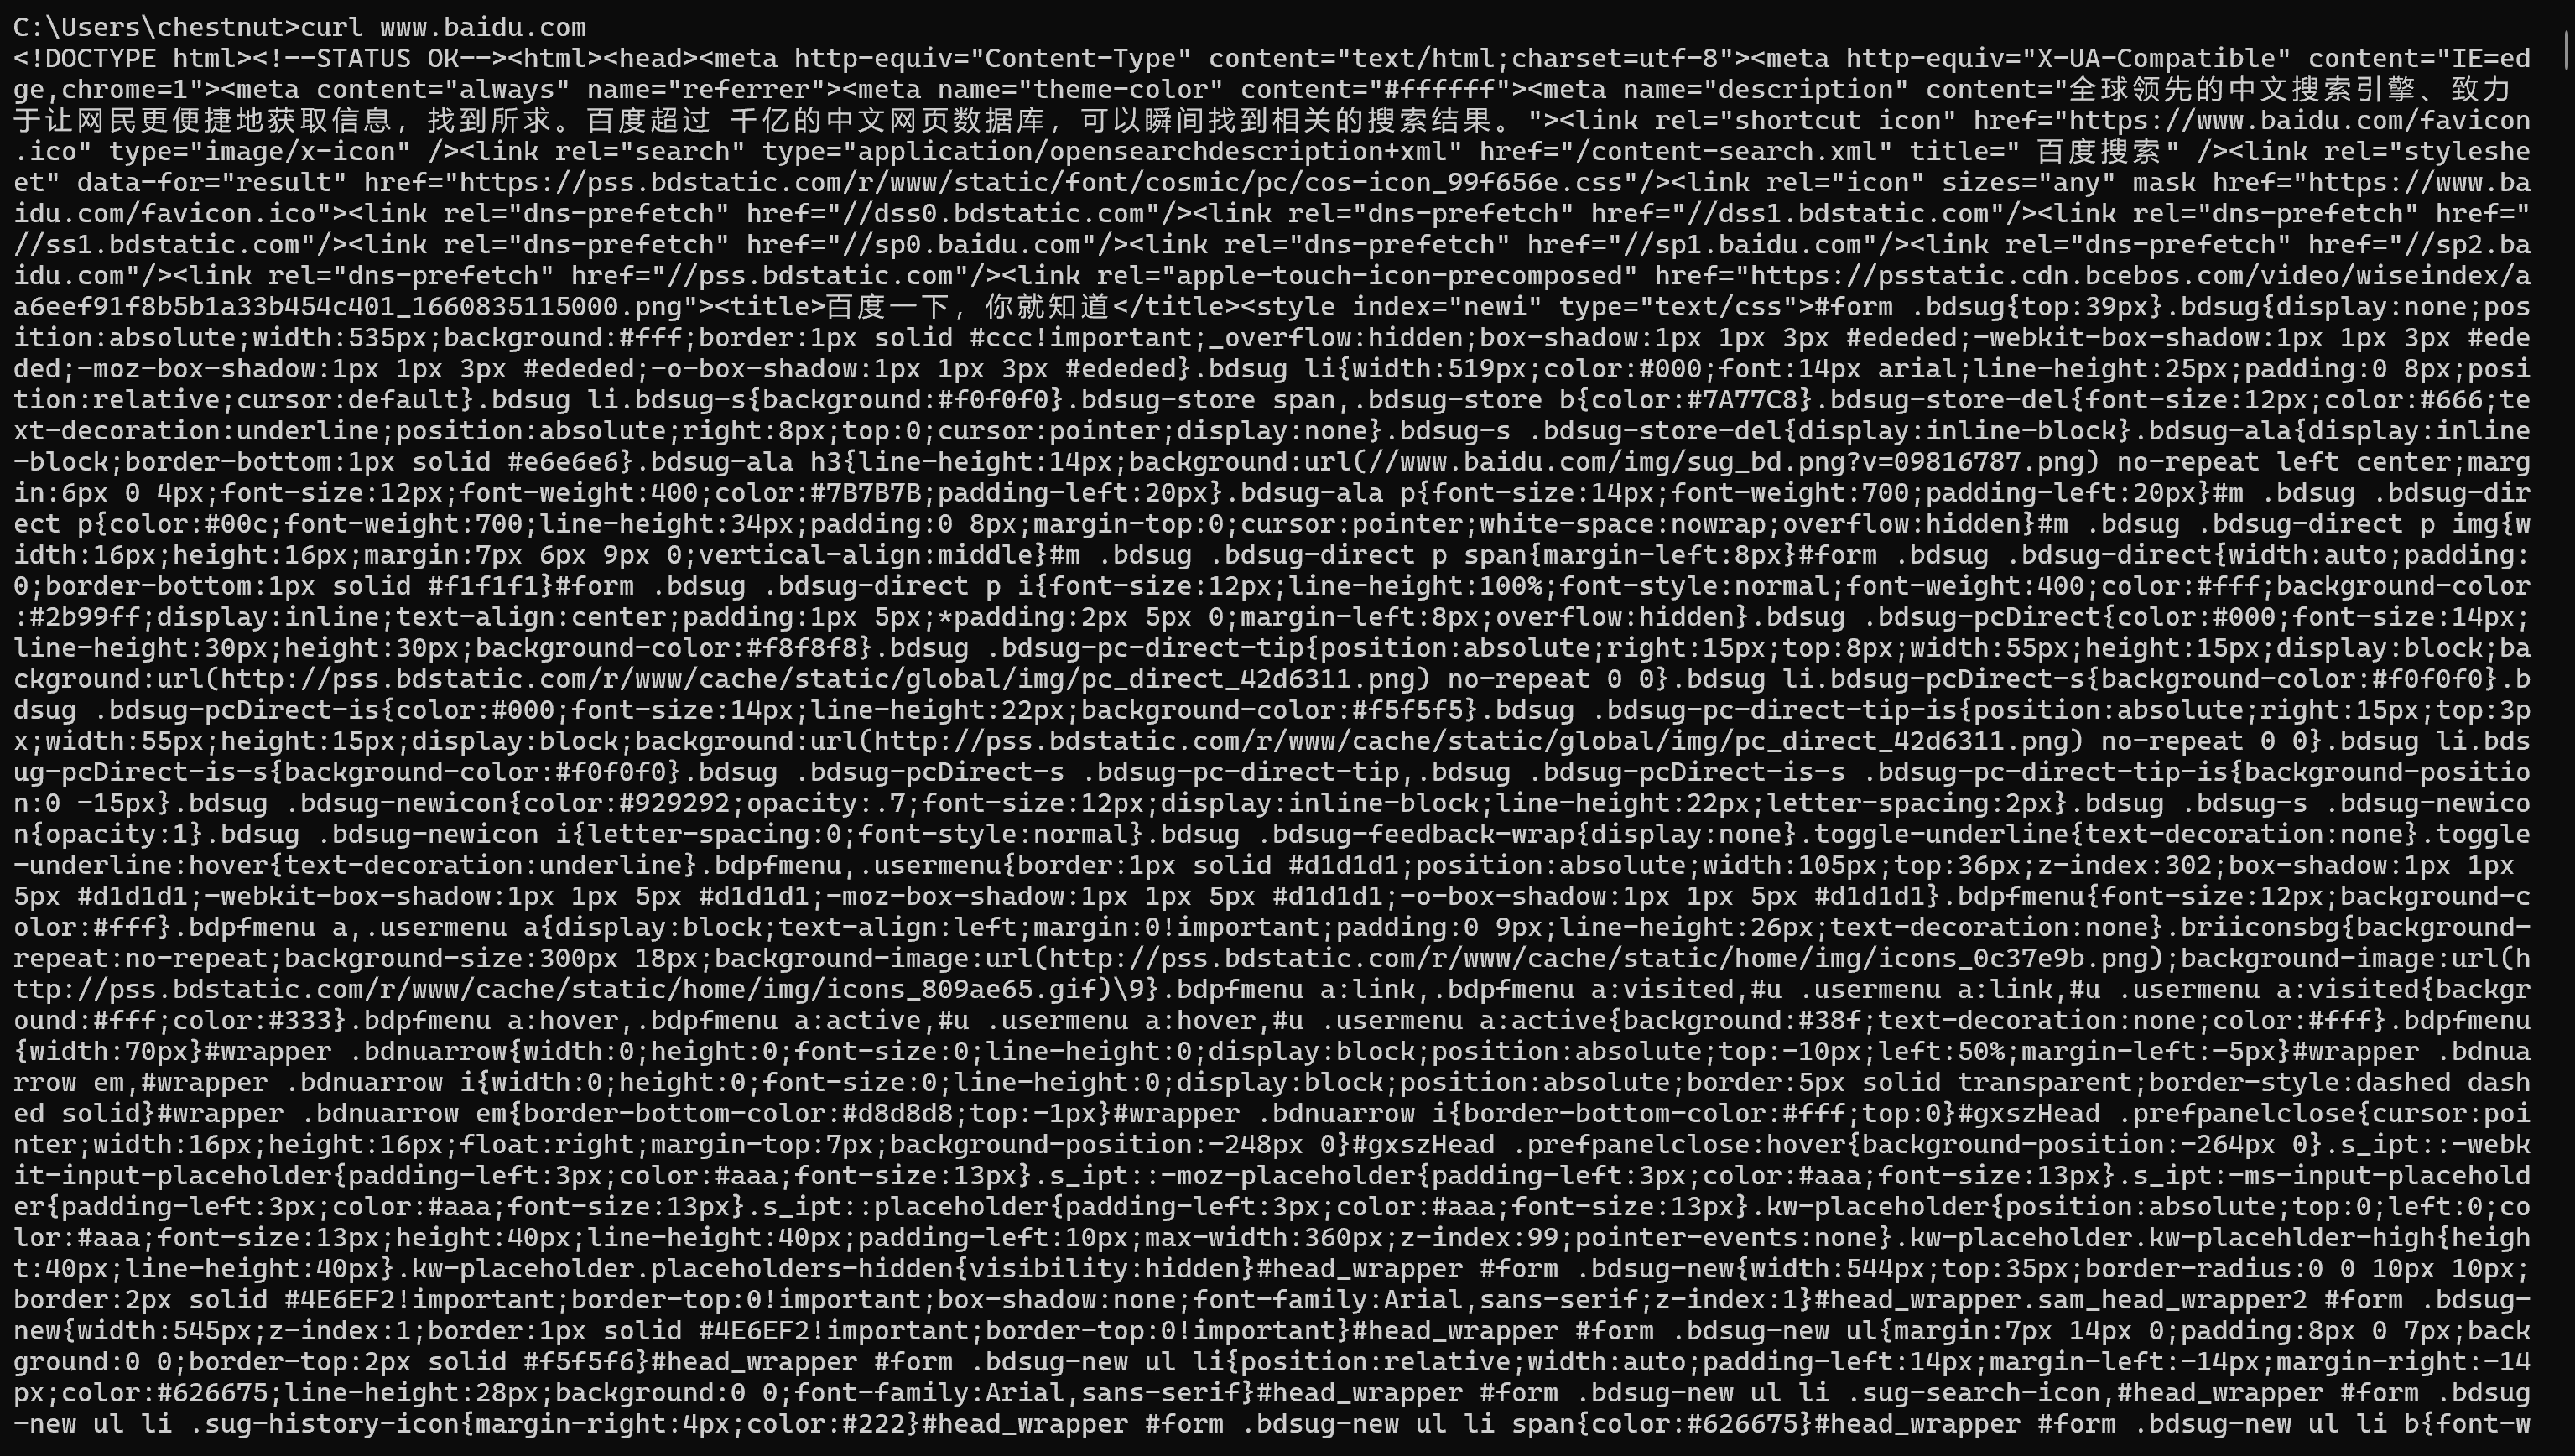 C:\Users\chestnut>curl www.baidu.com
<!DOCTYPE html><!--STATUS OK--><html><head><meta http-equiv="Content-Type" content="text/html;charset=utf-8"><meta http-equiv="X-UA-Compatible" content="IE=ed
ge,chrome=1"><meta content="always" name="referrer"><meta name="theme-color" content="#ffffff"><meta name="description" content="全球领先的中文搜索引擎、致力
于让网民更便捷地获取信息，找到所求。百度超过 千亿的中文网页数据库，可以瞬间找到相关的搜索结果。"><link rel="shortcut icon" href="https://www.baidu.com/favicon
.ico" type="image/x-icon" /><link rel="search" type="application/opensearchdescription+xml" href="/content-search.xml" title=" 百度搜索" /><link rel="styleshe
et" data-for="result" href="https://pss.bdstatic.com/r/www/static/font/cosmic/pc/cos-icon_99f656e.css"/><link rel="icon" sizes="any" mask href="https://www.ba
idu.com/favicon.ico"><link rel="dns-prefetch" href="//dss0.bdstatic.com"/><link rel="dns-prefetch" href="//dss1.bdstatic.com"/><link rel="dns-prefetch" href="
//ss1.bdstatic.com"/><link rel="dns-prefetch" href="//sp0.baidu.com"/><link rel="dns-prefetch" href="//sp1.baidu.com"/><link rel="dns-prefetch" href="//sp2.ba
idu.com"/><link rel="dns-prefetch" href="//pss.bdstatic.com"/><link rel="apple-touch-icon-precomposed" href="https://psstatic.cdn.bcebos.com/video/wiseindex/a
a6eef91f8b5b1a33b454c401_1660835115000.png"><title>百度一下，你就知道</title><style index="newi" type="text/css">#form .bdsug{top:39px}.bdsug{display:none;pos
ition:absolute;width:535px;background:#fff;border:1px solid #ccc!important;_overflow:hidden;box-shadow:1px 1px 3px #ededed;-webkit-box-shadow:1px 1px 3px #ede
ded;-moz-box-shadow:1px 1px 3px #ededed;-o-box-shadow:1px 1px 3px #ededed}.bdsug li{width:519px;color:#000;font:14px arial;line-height:25px;padding:0 8px;posi
tion:relative;cursor:default}.bdsug li.bdsug-s{background:#f0f0f0}.bdsug-store span,.bdsug-store b{color:#7A77C8}.bdsug-store-del{font-size:12px;color:#666;te
xt-decoration:underline;position:absolute;right:8px;top:0;cursor:pointer;display:none}.bdsug-s .bdsug-store-del{display:inline-block}.bdsug-ala{display:inline
-block;border-bottom:1px solid #e6e6e6}.bdsug-ala h3{line-height:14px;background:url(//www.baidu.com/img/sug_bd.png?v=09816787.png) no-repeat left center;marg
in:6px 0 4px;font-size:12px;font-weight:400;color:#7B7B7B;padding-left:20px}.bdsug-ala p{font-size:14px;font-weight:700;padding-left:20px}#m .bdsug .bdsug-dir
ect p{color:#00c;font-weight:700;line-height:34px;padding:0 8px;margin-top:0;cursor:pointer;white-space:nowrap;overflow:hidden}#m .bdsug .bdsug-direct p img{w
idth:16px;height:16px;margin:7px 6px 9px 0;vertical-align:middle}#m .bdsug .bdsug-direct p span{margin-left:8px}#form .bdsug .bdsug-direct{width:auto;padding:
0;border-bottom:1px solid #f1f1f1}#form .bdsug .bdsug-direct p i{font-size:12px;line-height:100%;font-style:normal;font-weight:400;color:#fff;background-color
:#2b99ff;display:inline;text-align:center;padding:1px 5px;*padding:2px 5px 0;margin-left:8px;overflow:hidden}.bdsug .bdsug-pcDirect{color:#000;font-size:14px;
line-height:30px;height:30px;background-color:#f8f8f8}.bdsug .bdsug-pc-direct-tip{position:absolute;right:15px;top:8px;width:55px;height:15px;display:block;ba
ckground:url(http://pss.bdstatic.com/r/www/cache/static/global/img/pc_direct_42d6311.png) no-repeat 0 0}.bdsug li.bdsug-pcDirect-s{background-color:#f0f0f0}.b
dsug .bdsug-pcDirect-is{color:#000;font-size:14px;line-height:22px;background-color:#f5f5f5}.bdsug .bdsug-pc-direct-tip-is{position:absolute;right:15px;top:3p
x;width:55px;height:15px;display:block;background:url(http://pss.bdstatic.com/r/www/cache/static/global/img/pc_direct_42d6311.png) no-repeat 0 0}.bdsug li.bds
ug-pcDirect-is-s{background-color:#f0f0f0}.bdsug .bdsug-pcDirect-s .bdsug-pc-direct-tip,.bdsug .bdsug-pcDirect-is-s .bdsug-pc-direct-tip-is{background-positio
n:0 -15px}.bdsug .bdsug-newicon{color:#929292;opacity:.7;font-size:12px;display:inline-block;line-height:22px;letter-spacing:2px}.bdsug .bdsug-s .bdsug-newico
n{opacity:1}.bdsug .bdsug-newicon i{letter-spacing:0;font-style:normal}.bdsug .bdsug-feedback-wrap{display:none}.toggle-underline{text-decoration:none}.toggle
-underline:hover{text-decoration:underline}.bdpfmenu,.usermenu{border:1px solid #d1d1d1;position:absolute;width:105px;top:36px;z-index:302;box-shadow:1px 1px 
5px #d1d1d1;-webkit-box-shadow:1px 1px 5px #d1d1d1;-moz-box-shadow:1px 1px 5px #d1d1d1;-o-box-shadow:1px 1px 5px #d1d1d1}.bdpfmenu{font-size:12px;background-c
olor:#fff}.bdpfmenu a,.usermenu a{display:block;text-align:left;margin:0!important;padding:0 9px;line-height:26px;text-decoration:none}.briiconsbg{background-
repeat:no-repeat;background-size:300px 18px;background-image:url(http://pss.bdstatic.com/r/www/cache/static/home/img/icons_0c37e9b.png);background-image:url(h
ttp://pss.bdstatic.com/r/www/cache/static/home/img/icons_809ae65.gif)\9}.bdpfmenu a:link,.bdpfmenu a:visited,#u .usermenu a:link,#u .usermenu a:visited{backgr
ound:#fff;color:#333}.bdpfmenu a:hover,.bdpfmenu a:active,#u .usermenu a:hover,#u .usermenu a:active{background:#38f;text-decoration:none;color:#fff}.bdpfmenu
{width:70px}#wrapper .bdnuarrow{width:0;height:0;font-size:0;line-height:0;display:block;position:absolute;top:-10px;left:50%;margin-left:-5px}#wrapper .bdnua
rrow em,#wrapper .bdnuarrow i{width:0;height:0;font-size:0;line-height:0;display:block;position:absolute;border:5px solid transparent;border-style:dashed dash
ed solid}#wrapper .bdnuarrow em{border-bottom-color:#d8d8d8;top:-1px}#wrapper .bdnuarrow i{border-bottom-color:#fff;top:0}#gxszHead .prefpanelclose{cursor:poi
nter;width:16px;height:16px;float:right;margin-top:7px;background-position:-248px 0}#gxszHead .prefpanelclose:hover{background-position:-264px 0}.s_ipt::-webk
it-input-placeholder{padding-left:3px;color:#aaa;font-size:13px}.s_ipt::-moz-placeholder{padding-left:3px;color:#aaa;font-size:13px}.s_ipt:-ms-input-placehold
er{padding-left:3px;color:#aaa;font-size:13px}.s_ipt::placeholder{padding-left:3px;color:#aaa;font-size:13px}.kw-placeholder{position:absolute;top:0;left:0;co
lor:#aaa;font-size:13px;height:40px;line-height:40px;padding-left:10px;max-width:360px;z-index:99;pointer-events:none}.kw-placeholder.kw-placehlder-high{heigh
t:40px;line-height:40px}.kw-placeholder.placeholders-hidden{visibility:hidden}#head_wrapper #form .bdsug-new{width:544px;top:35px;border-radius:0 0 10px 10px;
border:2px solid #4E6EF2!important;border-top:0!important;box-shadow:none;font-family:Arial,sans-serif;z-index:1}#head_wrapper.sam_head_wrapper2 #form .bdsug-
new{width:545px;z-index:1;border:1px solid #4E6EF2!important;border-top:0!important}#head_wrapper #form .bdsug-new ul{margin:7px 14px 0;padding:8px 0 7px;back
ground:0 0;border-top:2px solid #f5f5f6}#head_wrapper #form .bdsug-new ul li{position:relative;width:auto;padding-left:14px;margin-left:-14px;margin-right:-14
px;color:#626675;line-height:28px;background:0 0;font-family:Arial,sans-serif}#head_wrapper #form .bdsug-new ul li .sug-search-icon,#head_wrapper #form .bdsug
-new ul li .sug-history-icon{margin-right:4px;color:#222}#head_wrapper #form .bdsug-new ul li span{color:#626675}#head_wrapper #form .bdsug-new ul li b{font-w